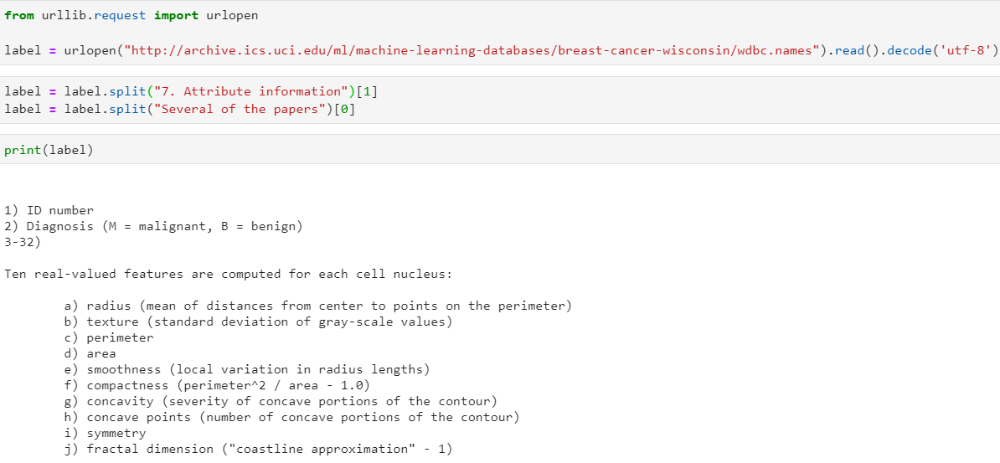 from urllib.request import urlopen
label = urlopen("http://archive.ics.uci.edu/ml/machine-learning-databases/breast-cancer-wisconsin/wdbc.names").read().decode('utf-8')
label = label.split("7. Attribute information")[1]
label = label.split("Several of the papers")[0]
print(label)
1) ID number
2) Diagnosis (M = malignant, B = benign)
3-32)
Ten real-valued features are computed for each cell nucleus:
a) radius (mean of distances from center to points on the perimeter)
b) texture (standard deviation of gray-scale values)
c) perimeter
d) area
e) smoothness (local variation in radius lengths)
f) compactness (perimeter^2 / area - 1.0)
g) concavity (severity of concave portions of the contour)
h) concave points (number of concave portions of the contour)
i) symmetry
j) fractal dimension ("coastline approximation" - 1)